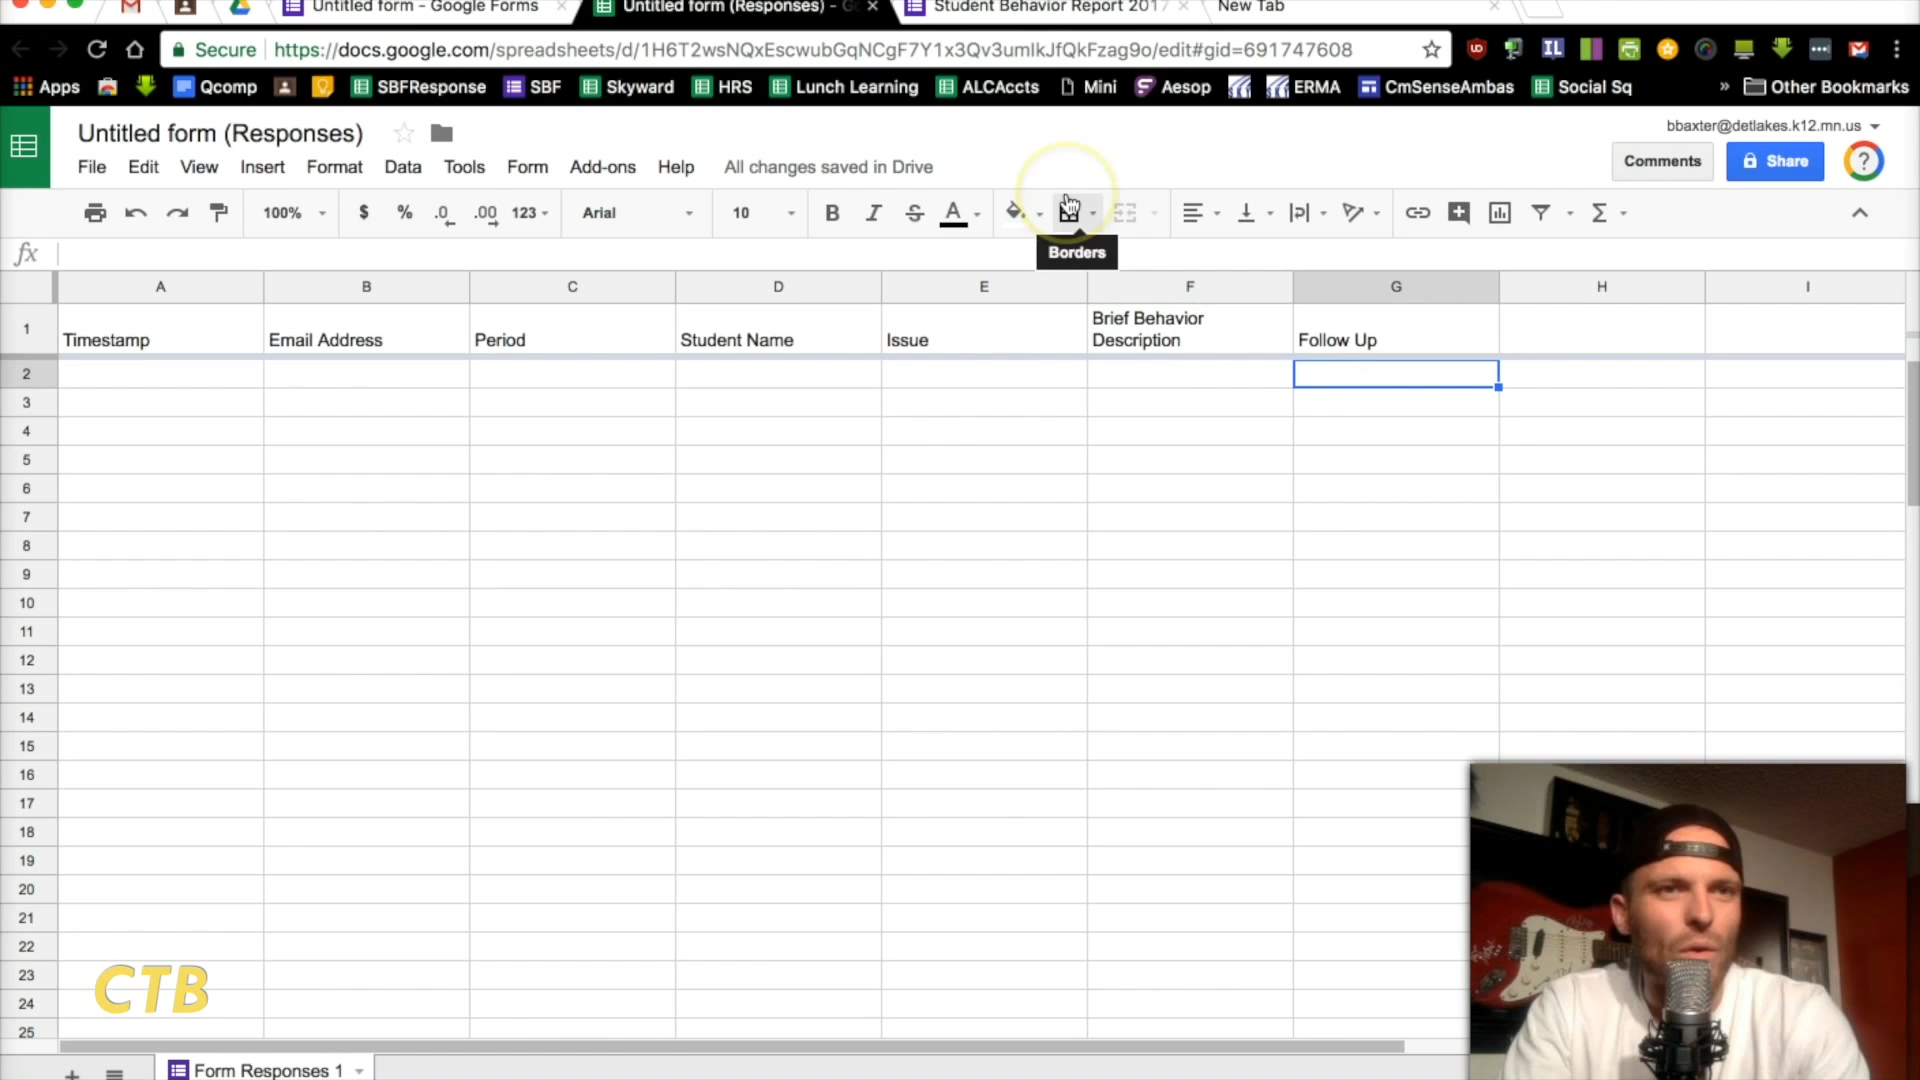 Untitled form - Google Forms
Untitled form (Responses) - G
Student Behavior Report 2017
New Tab
Secure
https://docs.google.com/spreadsheets/d/1H6T2wsNQxEscwubGqNCgF7Y1x3Qv3umIkJfQkFzag9o/edit#gid=691747608
Apps
Qcomp
SBFResponse
SBF
Skyward
HRS
Lunch Learning
ALCAccts
Mini
Aesop
ERMA
CmSenseAmbas
Social Sq
»
Other Bookmarks
Untitled form (Responses)
bbaxter@detlakes.k12.mn.us
File Edit View Insert Format Data Tools Form Add-ons Help All changes saved in Drive
Comments
Share
?
100% $ % .0 .00 123 Arial 10 B I S A Σ
Borders
fx
A B C D E F G H I
1 Timestamp Email Address Period Student Name Issue Brief Behavior Description Follow Up
2
3
4
5
6
7
8
9
10
11
12
13
14
15
16
17
18
19
20
21
22
23
24
25
CTB
+ Form Responses 1